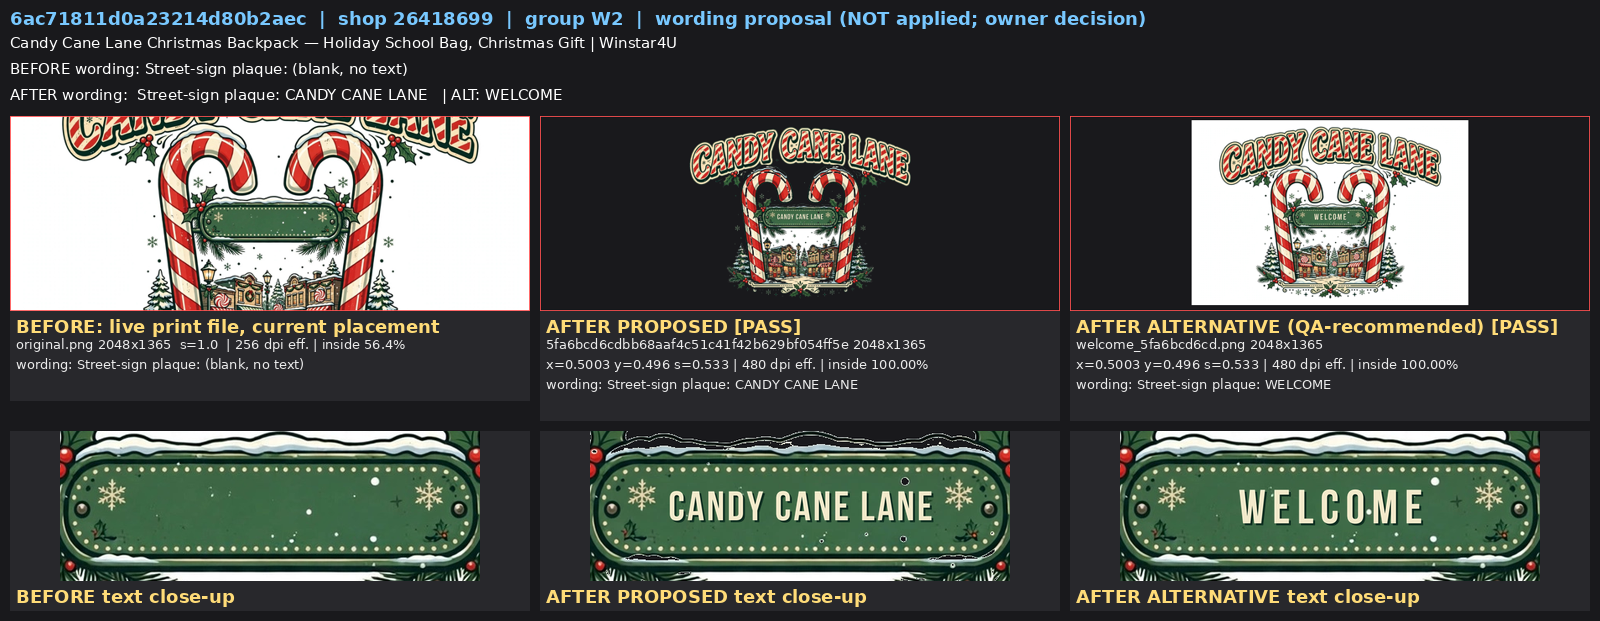 6ac71811d0a23214d80b2aec | shop 26418699 | group W2 | wording proposal (NOT applied; owner decision)
Candy Cane Lane Christmas Backpack — Holiday School Bag, Christmas Gift | Winstar4U
BEFORE wording: Street-sign plaque: (blank, no text)
AFTER wording: Street-sign plaque: CANDY CANE LANE | ALT: WELCOME
CANDY CANE LANE
CANDY CANE LANE
CANDY CANE LANE
CANDY CANE LANE
WELCOME
BEFORE: live print file, current placement
original.png 2048x1365 s=1.0 | 256 dpi eff. | inside 56.4%
wording: Street-sign plaque: (blank, no text)
AFTER PROPOSED [PASS]
5fa6bcd6cdbb68aaf4c51c41f42b629bf054ff5e 2048x1365
x=0.5003 y=0.496 s=0.533 | 480 dpi eff. | inside 100.00%
wording: Street-sign plaque: CANDY CANE LANE
AFTER ALTERNATIVE (QA-recommended) [PASS]
welcome_5fa6bcd6cd.png 2048x1365
x=0.5003 y=0.496 s=0.533 | 480 dpi eff. | inside 100.00%
wording: Street-sign plaque: WELCOME
CANDY CANE LANE
WELCOME
BEFORE text close-up
AFTER PROPOSED text close-up
AFTER ALTERNATIVE text close-up